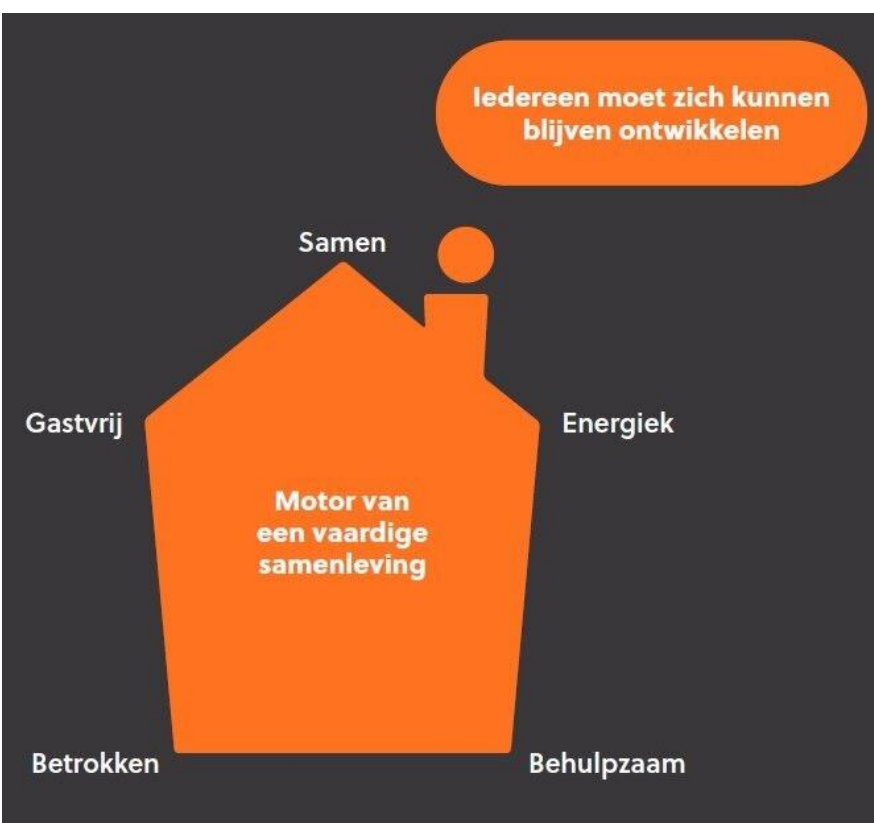 Iedereen moet zich kunnen
blijven ontwikkelen
Samen
Gastvrij
Energiek
Motor van
een vaardige
samenleving
Betrokken
Behulpzaam